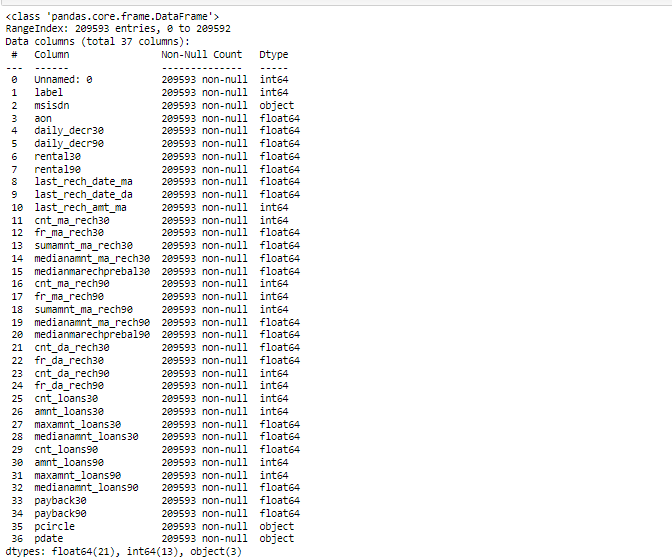 <class 'pandas.core.frame.DataFrame'>
RangeIndex: 209593 entries, 0 to 209592
Data columns (total 37 columns):
 #   Column                Non-Null Count   Dtype
---  ------                --------------   -----
 0   Unnamed: 0            209593 non-null  int64
 1   label                 209593 non-null  int64
 2   msisdn                209593 non-null  object
 3   aon                   209593 non-null  float64
 4   daily_decr30          209593 non-null  float64
 5   daily_decr90          209593 non-null  float64
 6   rental30              209593 non-null  float64
 7   rental90              209593 non-null  float64
 8   last_rech_date_ma     209593 non-null  float64
 9   last_rech_date_da     209593 non-null  float64
 10  last_rech_amt_ma      209593 non-null  int64
 11  cnt_ma_rech30         209593 non-null  int64
 12  fr_ma_rech30          209593 non-null  float64
 13  sumamnt_ma_rech30     209593 non-null  float64
 14  medianamnt_ma_rech30  209593 non-null  float64
 15  medianmarechprebal30  209593 non-null  float64
 16  cnt_ma_rech90         209593 non-null  int64
 17  fr_ma_rech90          209593 non-null  int64
 18  sumamnt_ma_rech90     209593 non-null  int64
 19  medianamnt_ma_rech90  209593 non-null  float64
 20  medianmarechprebal90  209593 non-null  float64
 21  cnt_da_rech30         209593 non-null  float64
 22  fr_da_rech30          209593 non-null  float64
 23  cnt_da_rech90         209593 non-null  int64
 24  fr_da_rech90          209593 non-null  int64
 25  cnt_loans30           209593 non-null  int64
 26  amnt_loans30          209593 non-null  int64
 27  maxamnt_loans30       209593 non-null  float64
 28  medianamnt_loans30    209593 non-null  float64
 29  cnt_loans90           209593 non-null  float64
 30  amnt_loans90          209593 non-null  int64
 31  maxamnt_loans90       209593 non-null  int64
 32  medianamnt_loans90    209593 non-null  float64
 33  payback30             209593 non-null  float64
 34  payback90             209593 non-null  float64
 35  pcircle               209593 non-null  object
 36  pdate                 209593 non-null  object
dtypes: float64(21), int64(13), object(3)